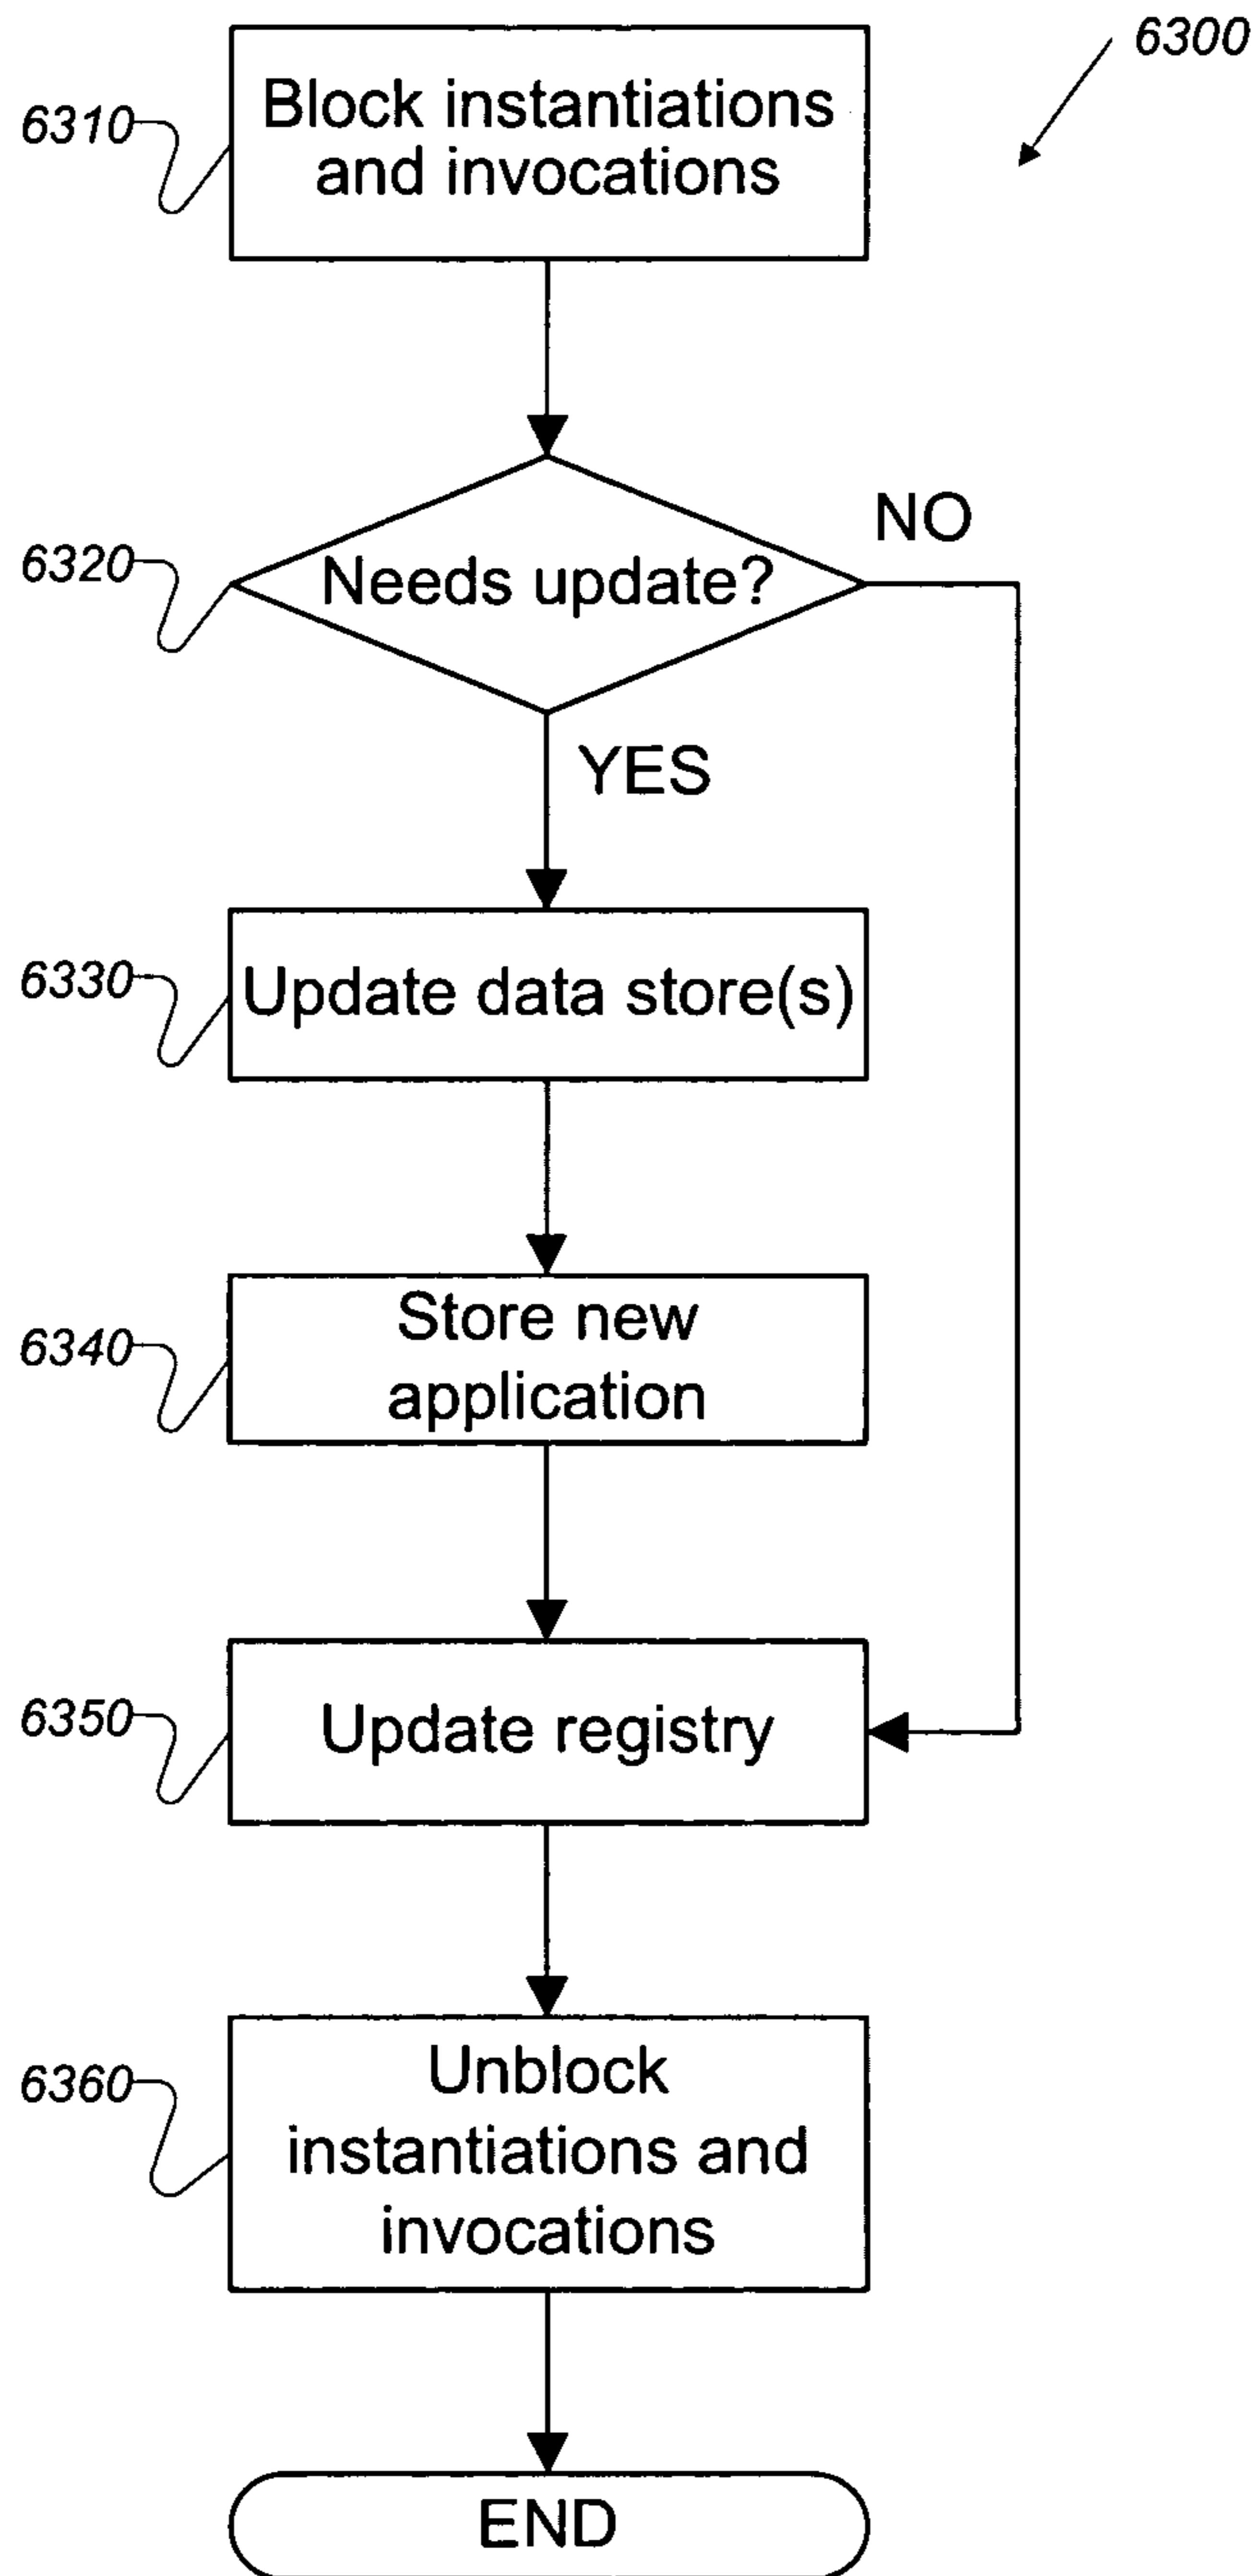 6300
6310
Block instantiations
and invocations
6320
Needs update?
NO
YES
6330
Update data store(s)
6340
Store new
application
6350
Update registry
6360
Unblock
instantiations and
invocations
END